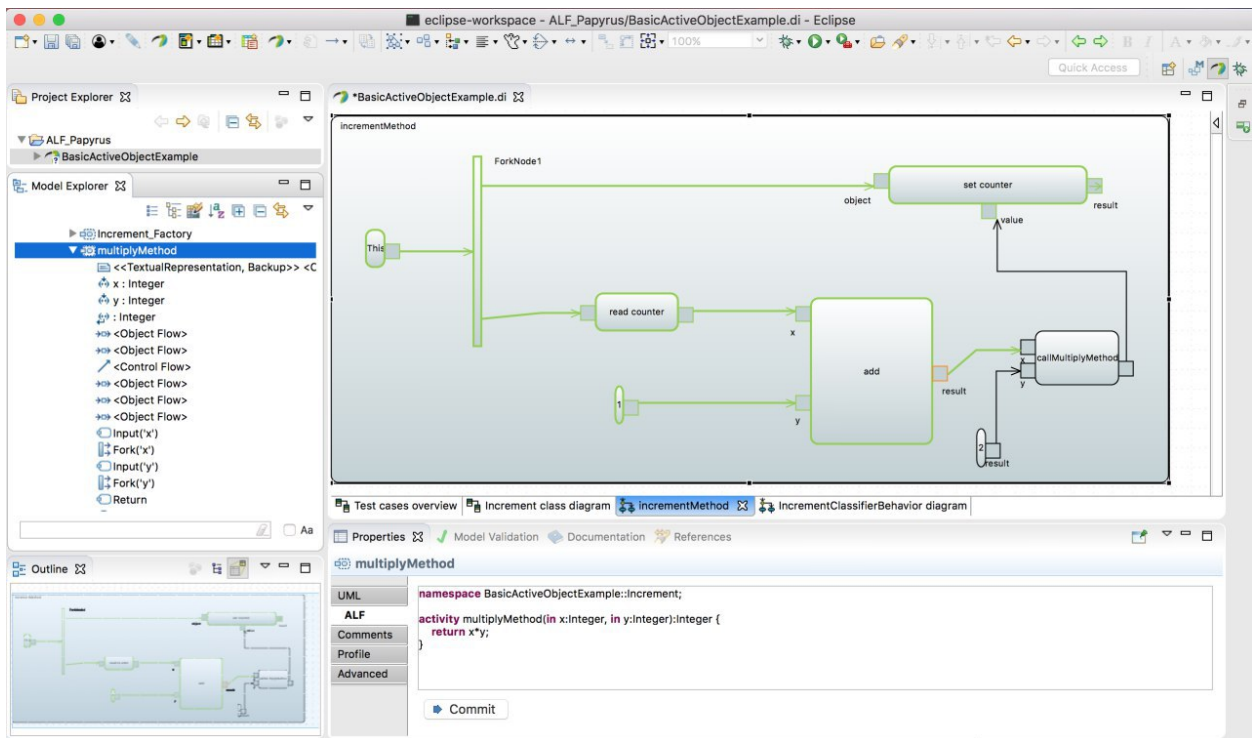 eclipse-workspace - ALF_Papyrus/BasicActiveObjectExample.di - Eclipse
100%
B I A
Quick Access
Project Explorer
ALF_Papyrus
BasicActiveObjectExample
Model Explorer
Increment_Factory
multiplyMethod
<<TextualRepresentation, Backup>> <C
x : Integer
y : Integer
: Integer
<Object Flow>
<Object Flow>
<Control Flow>
<Object Flow>
<Object Flow>
<Object Flow>
Input('x')
Fork('x')
Input('y')
Fork('y')
Return
Aa
Outline
*BasicActiveObjectExample.di
incrementMethod
ForkNode1
set counter
object
result
value
This
read counter
x
add
callMultiplyMethod
x
y
result
1
y
2
result
Test cases overview
Increment class diagram
incrementMethod
IncrementClassifierBehavior diagram
Properties
Model Validation
Documentation
References
multiplyMethod
UML
ALF
Comments
Profile
Advanced
namespace BasicActiveObjectExample::Increment;
activity multiplyMethod(in x:Integer, in y:Integer):Integer {
return x*y;
}
Commit